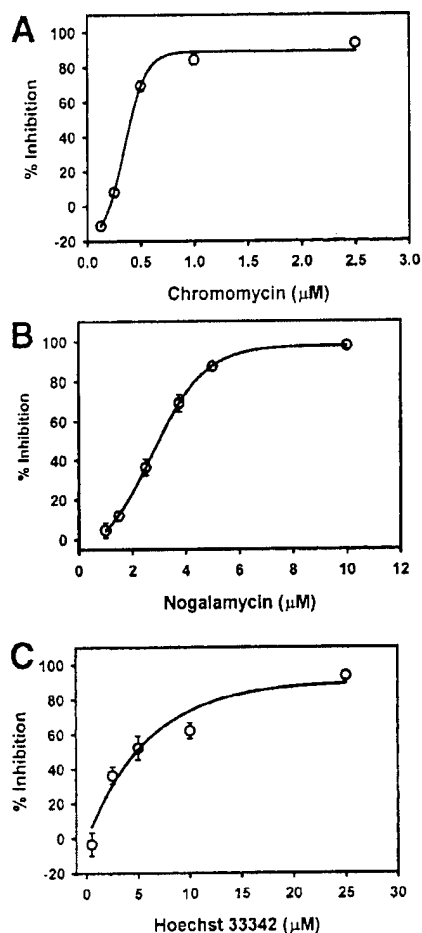 A
% Inhibition
100
80
60
40
20
0
-20
0.0 0.5 1.0 1.5 2.0 2.5 3.0
Chromomycin (μM)
B
% Inhibition
100
80
60
40
20
0
0 2 4 6 8 10 12
Nogalamycin (μM)
C
% Inhibition
100
80
60
40
20
0
-20
0 5 10 15 20 25 30
Hoechst 33342 (μM)